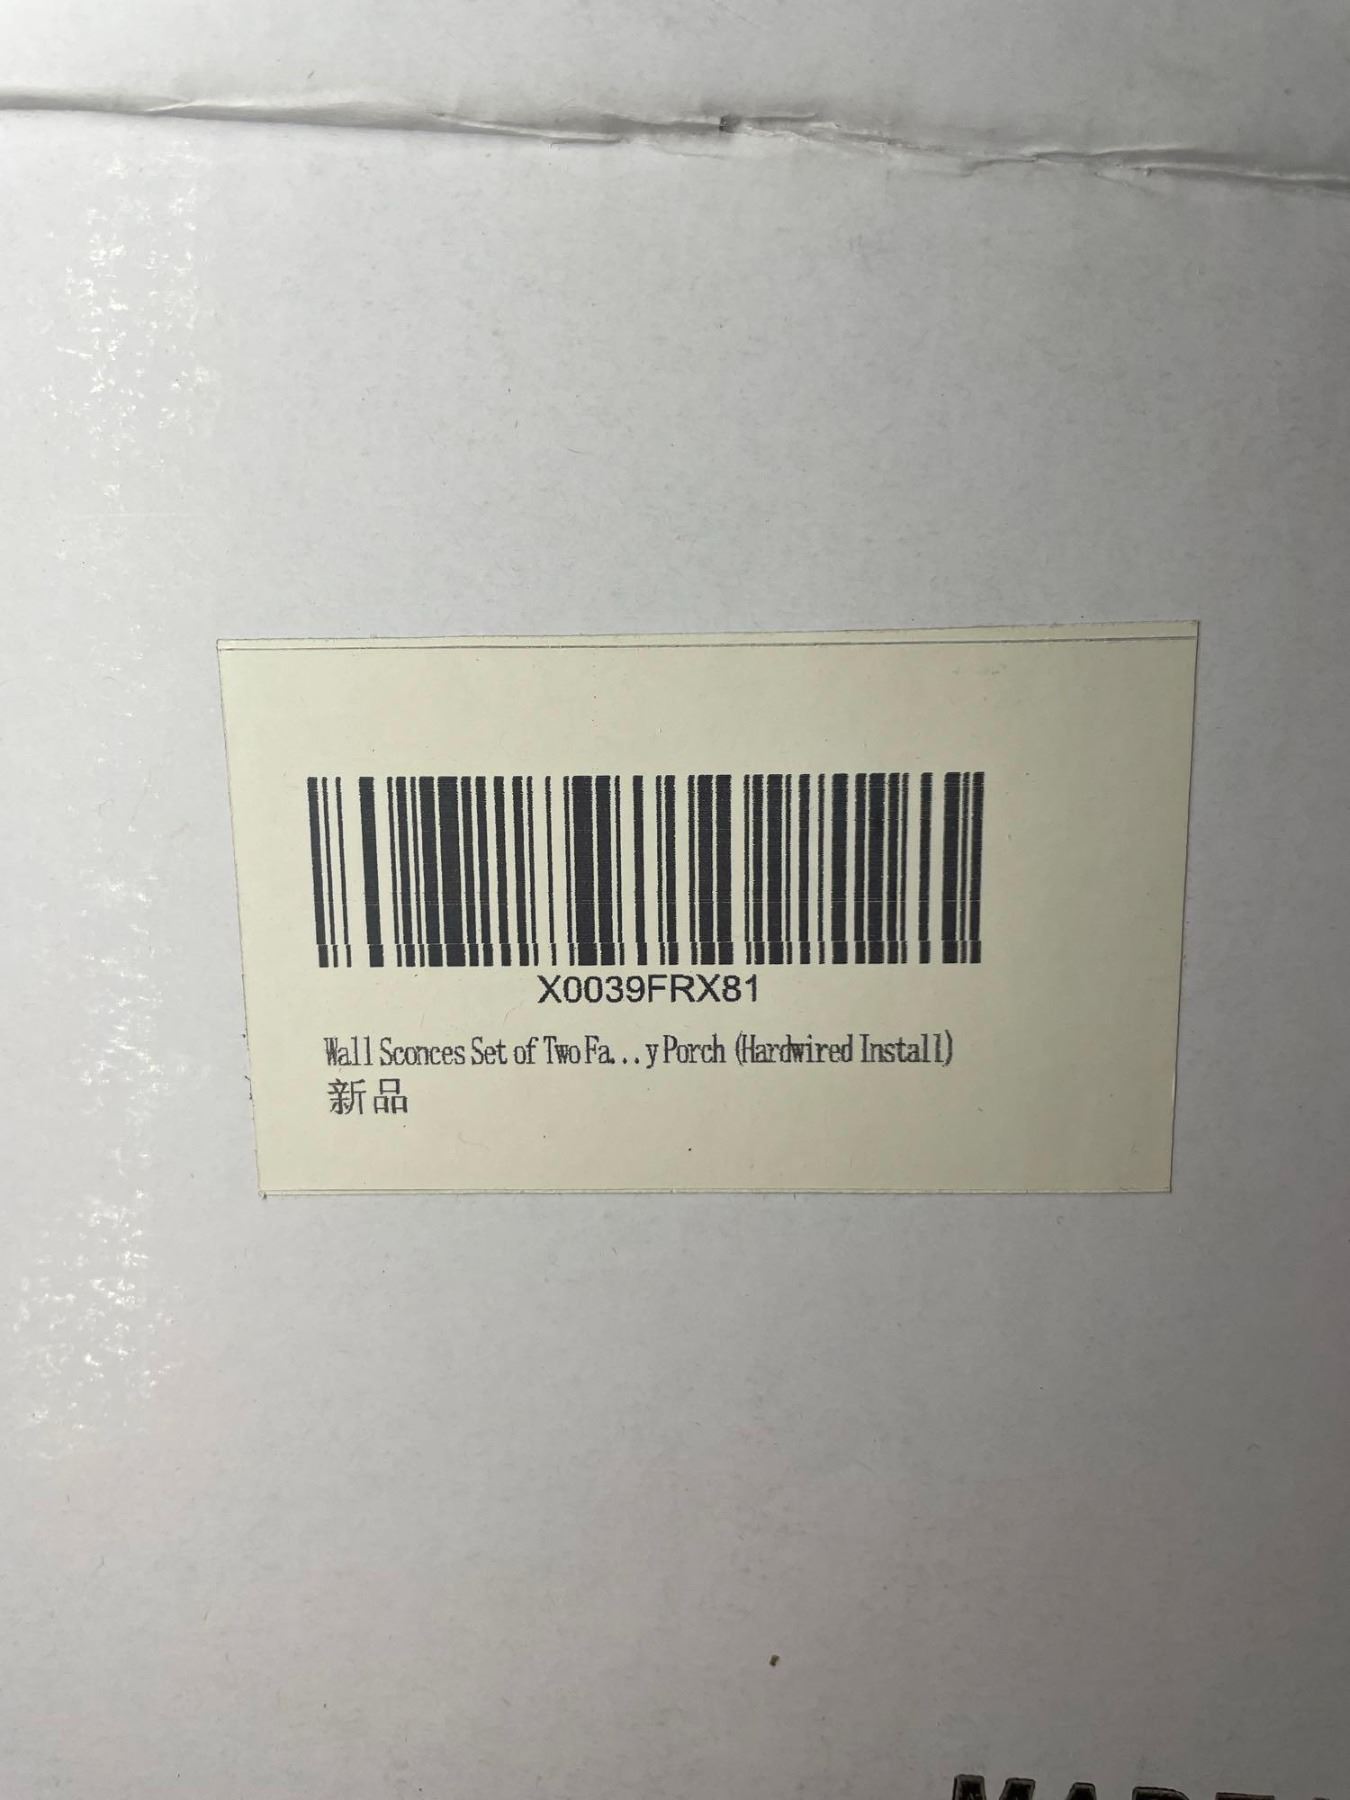 X0039FRX81
Wall Sconces Set of Two Fa...y Porch (Hardwired Install)
新品